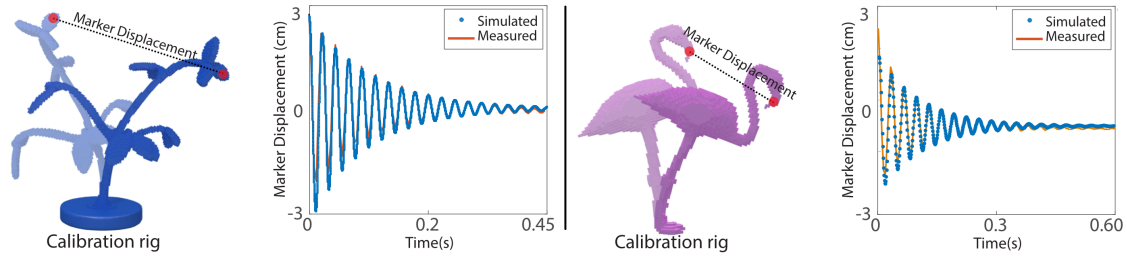 Marker Displacement
Calibration rig
Marker Displacement (cm)
3
0
-3
Simulated
Measured
0
0.2
0.45
Time(s)
Marker Displacement
Calibration rig
Marker Displacement (cm)
3
0
-3
Simulated
Measured
0
0.3
0.60
Time(s)